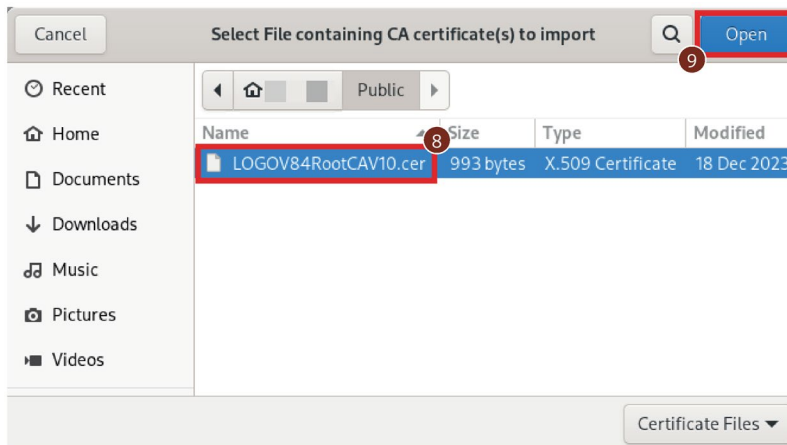 Cancel
Select File containing CA certificate(s) to import
Open
9
Recent
Home
Documents
Downloads
Music
Pictures
Videos
Public
Name
Size
Type
Modified
8
LOGOV84RootCAV10.cer
993 bytes
X.509 Certificate
18 Dec 2023
Certificate Files